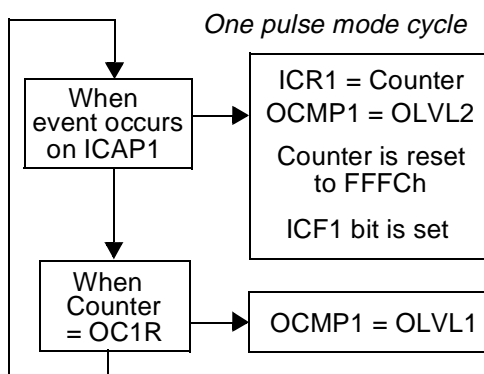 One pulse mode cycle
When
event occurs
on ICAP1
ICR1 = Counter
OCMP1 = OLVL2
Counter is reset
to FFFCh
ICF1 bit is set
When
Counter
= OC1R
OCMP1 = OLVL1